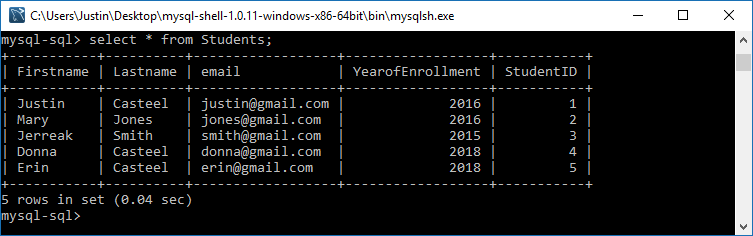 C:\Users\Justin\Desktop\mysql-shell-1.0.11-windows-x86-64bit\bin\mysqlsh.exe
mysql-sql> select * from Students;
+-----------+----------+------------------+------------------+-----------+
| Firstname | Lastname | email            | YearofEnrollment | StudentID |
+-----------+----------+------------------+------------------+-----------+
| Justin    | Casteel  | justin@gmail.com |             2016 |         1 |
| Mary      | Jones    | jones@gmail.com  |             2016 |         2 |
| Jerreak   | Smith    | smith@gmail.com  |             2015 |         3 |
| Donna     | Casteel  | donna@gmail.com  |             2018 |         4 |
| Erin      | Casteel  | erin@gmail.com   |             2018 |         5 |
+-----------+----------+------------------+------------------+-----------+
5 rows in set (0.04 sec)
mysql-sql>